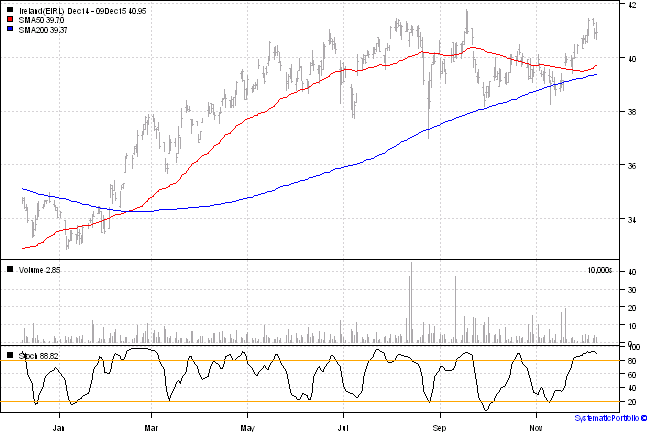 Ireland(EIRL) Dec14 - 09Dec15 40.95
SMA50 39.70
SMA200 39.37
42
40
38
36
34
Volume 2.85
10,000s
40
30
20
10
0
Stoch 88.82
100
80
60
40
20
Jan Mar May Jul Sep Nov
SystematicPortfolio ©